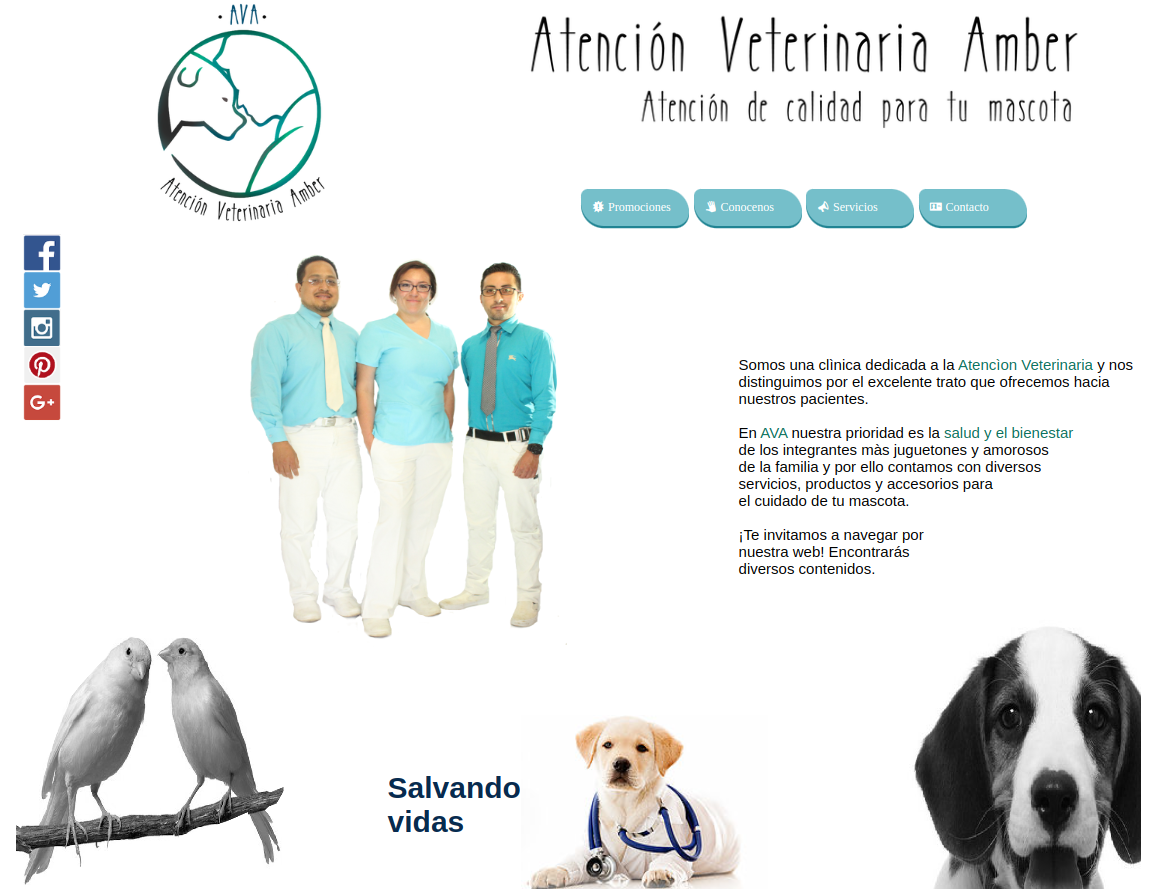 · AVA ·
Atención Veterinaria Amber
Atención Veterinaria Amber
Atención de calidad para tu mascota
Promociones
Conocenos
Servicios
Contacto
Somos una clìnica dedicada a la Atenciòn Veterinaria y nos
distinguimos por el excelente trato que ofrecemos hacia
nuestros pacientes.
En AVA nuestra prioridad es la salud y el bienestar
de los integrantes màs juguetones y amorosos
de la familia y por ello contamos con diversos
servicios, productos y accesorios para
el cuidado de tu mascota.
¡Te invitamos a navegar por
nuestra web! Encontrarás
diversos contenidos.
Salvando
vidas